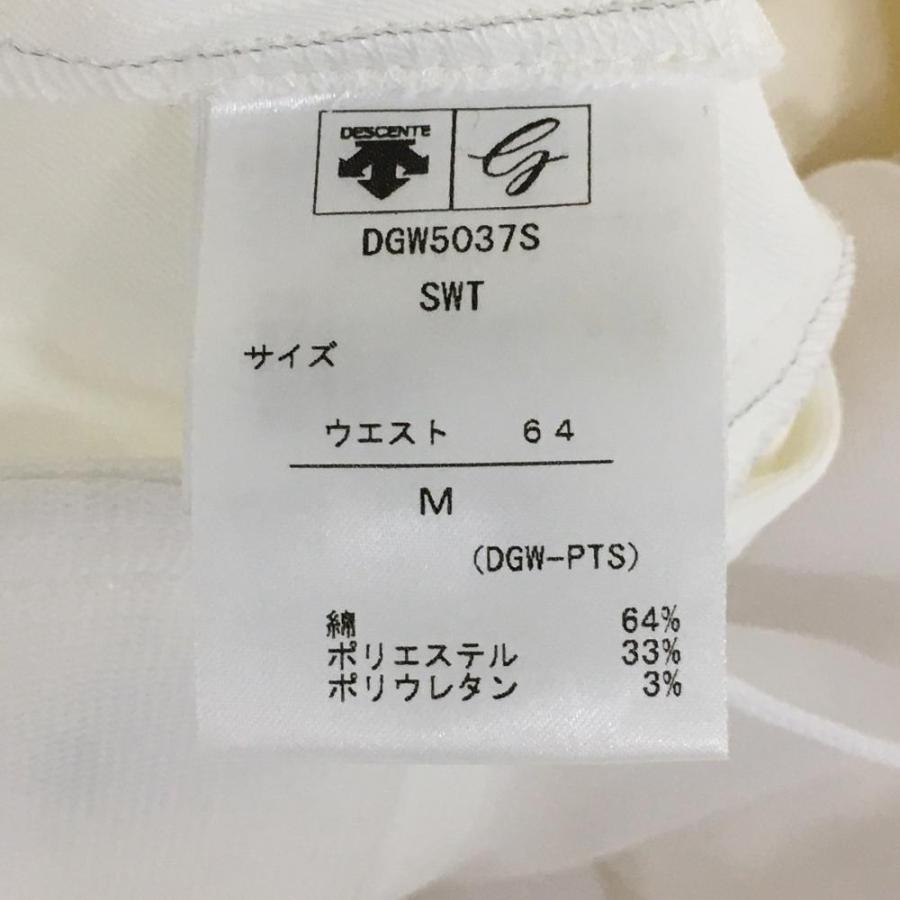 DESCENTE G
DGW5037S
SWT
サイズ
ウエスト 64
M
(DGW-PTS)
綿 64%
ポリエステル 33%
ポリウレタン 3%